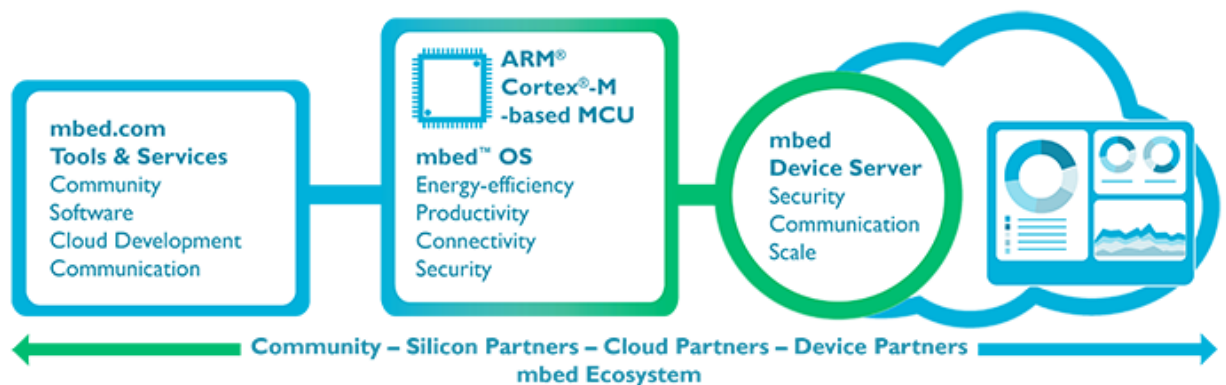 mbed.com
Tools & Services
Community
Software
Cloud Development
Communication
ARM®
Cortex®-M
-based MCU
mbed™ OS
Energy-efficiency
Productivity
Connectivity
Security
mbed
Device Server
Security
Communication
Scale
Community – Silicon Partners – Cloud Partners – Device Partners
mbed Ecosystem